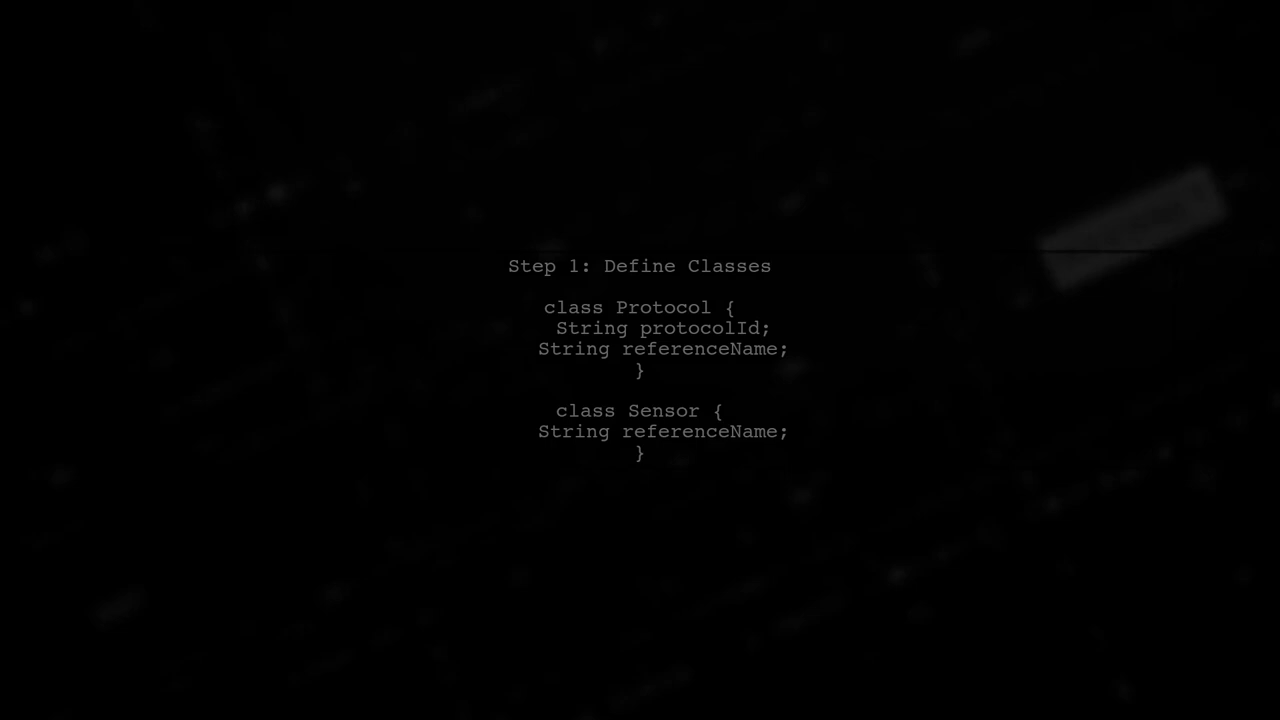 Step 1: Define Classes
class Protocol {
String protocolId;
String referenceName;
}
class Sensor {
String referenceName;
}